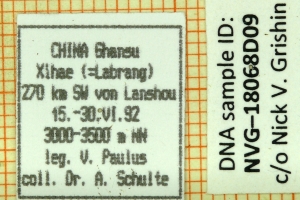 CHINA Ghansu
Xihae (=Labrang)
270 km SW von Lanshou
15.-30.VI.92
3000-3500 m NN
leg. V. Paulus
coll. Dr. A. Schulte
DNA sample ID:
NVG–18068D09
c/o Nick V. Grishin